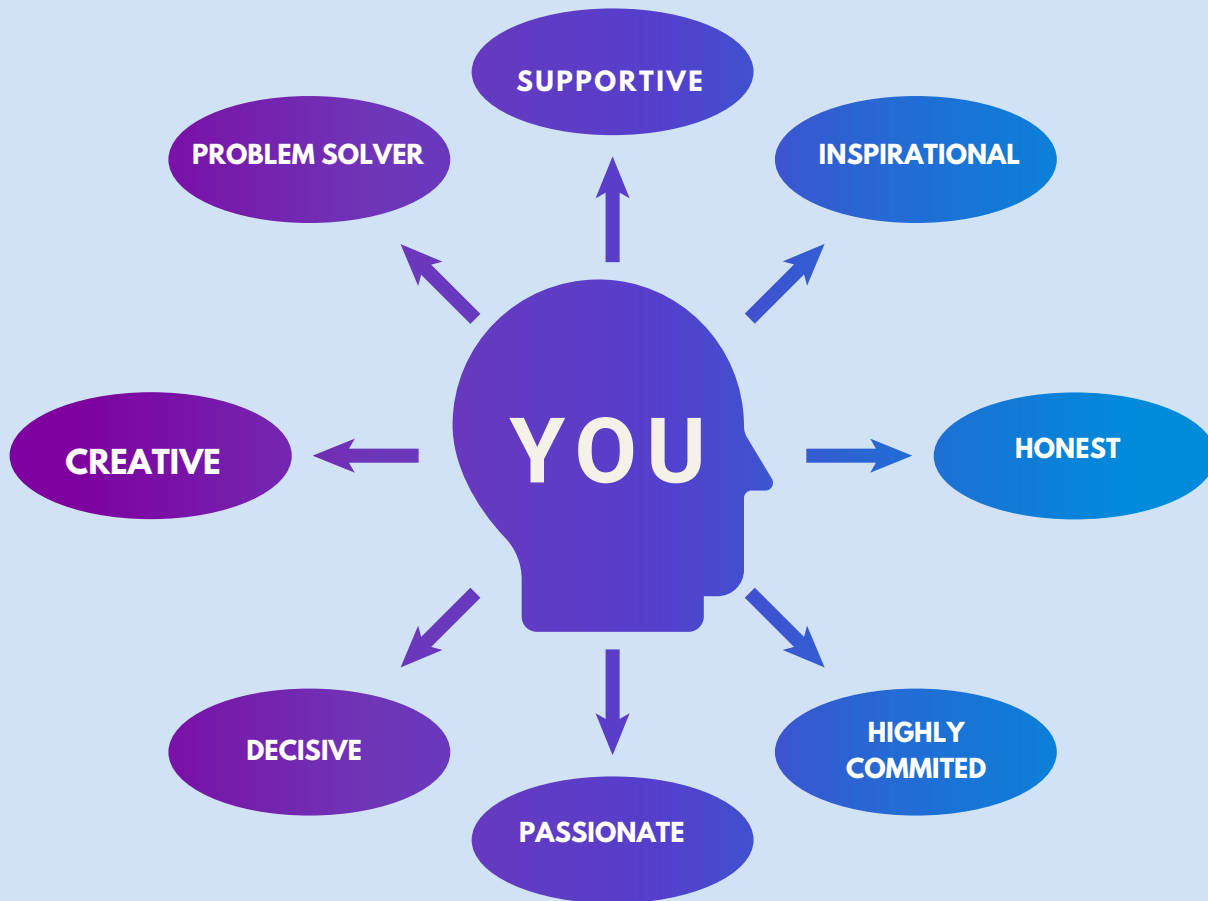 SUPPORTIVE
PROBLEM SOLVER
INSPIRATIONAL
YOU
CREATIVE
HONEST
DECISIVE
HIGHLY
COMMITED
PASSIONATE